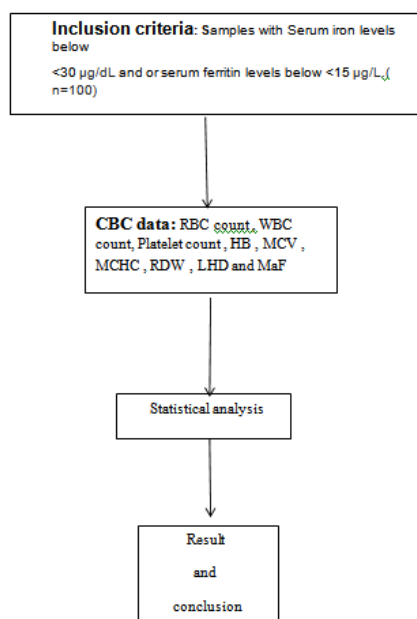 Inclusion criteria: Samples with Serum iron levels
below
<30 µg/dL and or serum ferritin levels below <15 µg/L,(
n=100)
CBC data: RBC count, WBC
count, Platelet count , HB , MCV ,
MCHC , RDW , LHD and MaF
Statistical analysis
Result
and
conclusion